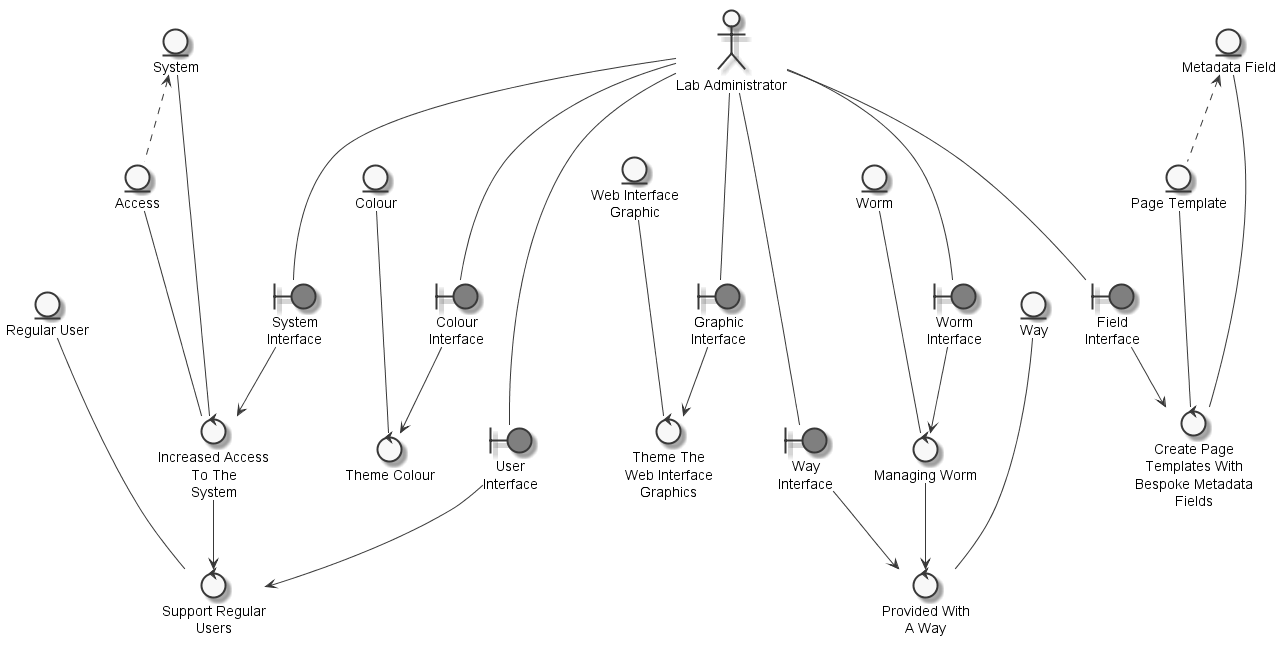 System
Lab Administrator
Metadata Field
Access
Colour
Web Interface
Graphic
Worm
Page Template
Regular User
System
Interface
Colour
Interface
Graphic
Interface
Worm
Interface
Way
Field
Interface
Increased Access
To The
System
Theme Colour
User
Interface
Theme The
Web Interface
Graphics
Way
Interface
Managing Worm
Create Page
Templates With
Bespoke Metadata
Fields
Support Regular
Users
Provided With
A Way